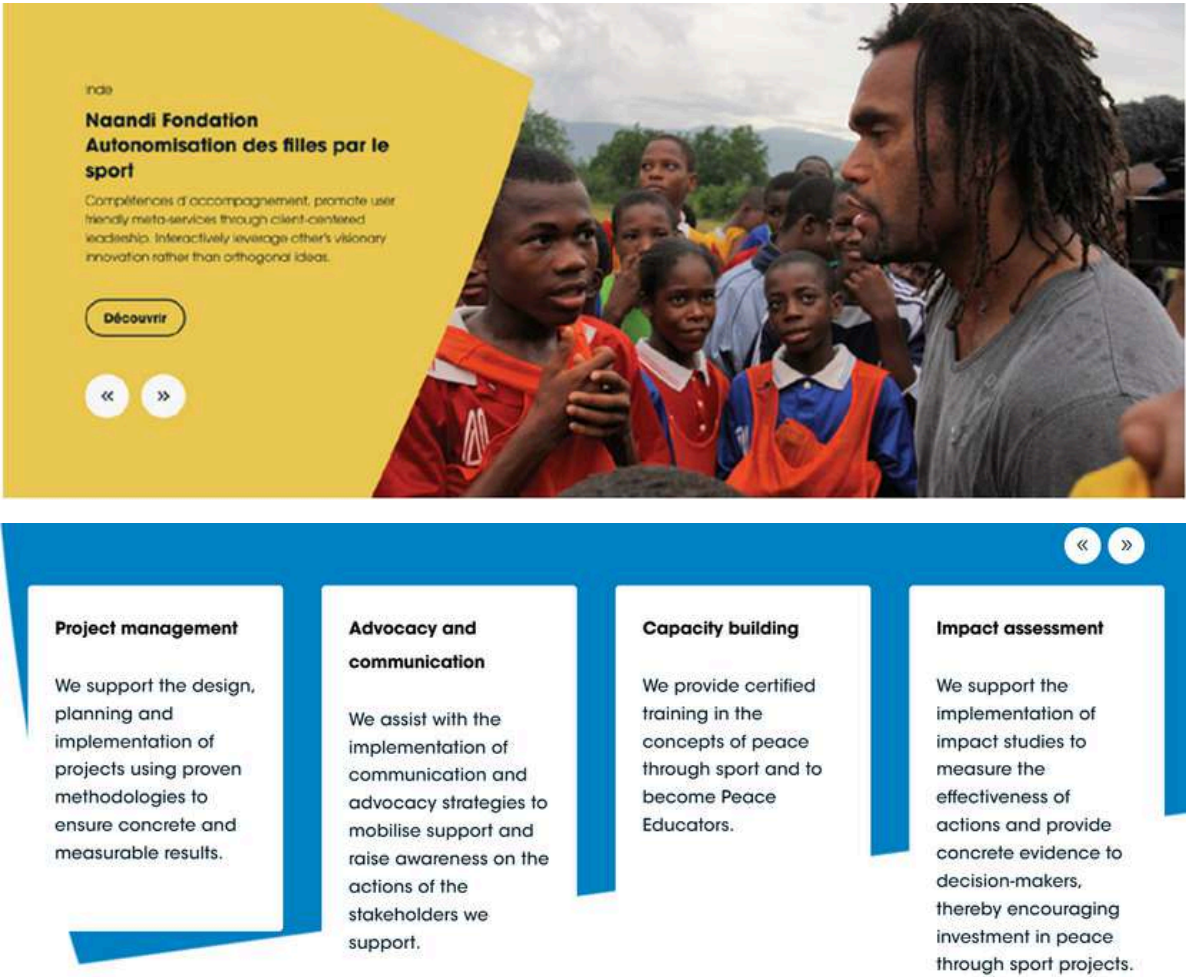 Inde
Naandi Fondation
Autonomisation des filles par le
sport
Compétences d'accompagnement, promote user
friendly meta-services through client-centered
leadership. Interactively leverage other's visionary
innovation rather than orthogonal ideas.
Découvrir
«
»
«
»
Project management
We support the design,
planning and
implementation of
projects using proven
methodologies to
ensure concrete and
measurable results.
Advocacy and
communication
We assist with the
implementation of
communication and
advocacy strategies to
mobilise support and
raise awareness on the
actions of the
stakeholders we
support.
Capacity building
We provide certified
training in the
concepts of peace
through sport and to
become Peace
Educators.
Impact assessment
We support the
implementation of
impact studies to
measure the
effectiveness of
actions and provide
concrete evidence to
decision-makers,
thereby encouraging
investment in peace
through sport projects.